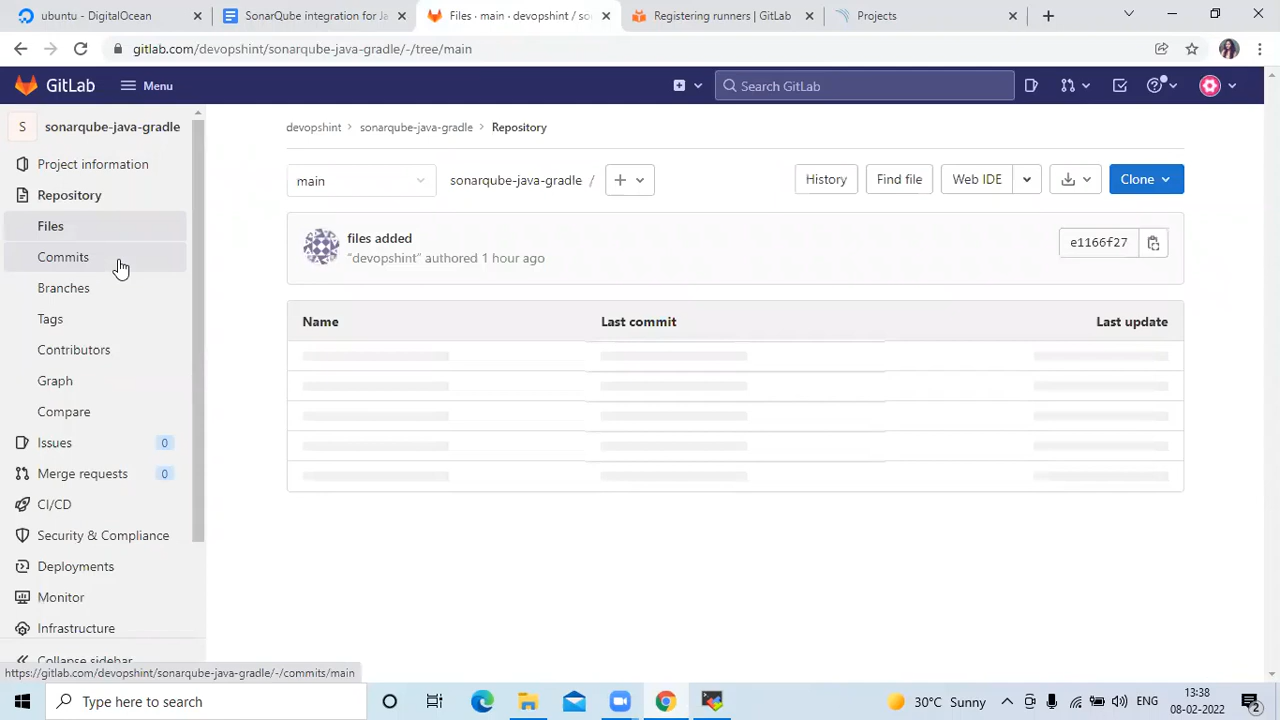 ubuntu - DigitalOcean
SonarQube integration for Ja
Files · main · devopshint / so
Registering runners | GitLab
Projects
gitlab.com/devopshint/sonarqube-java-gradle/-/tree/main
GitLab
Menu
Search GitLab
S
sonarqube-java-gradle
Project information
Repository
Files
Commits
Branches
Tags
Contributors
Graph
Compare
Issues
0
Merge requests
0
CI/CD
Security & Compliance
Deployments
Monitor
Infrastructure
Collapse sidebar
devopshint
sonarqube-java-gradle
Repository
main
sonarqube-java-gradle /
History
Find file
Web IDE
Clone
files added
"devopshint" authored 1 hour ago
e1166f27
Name
Last commit
Last update
https://gitlab.com/devopshint/sonarqube-java-gradle/-/commits/main
Type here to search
30°C Sunny
ENG
13:38
08-02-2022
2